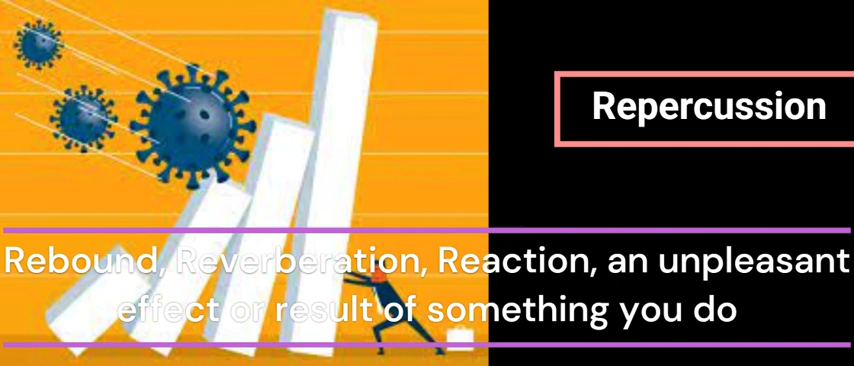 Repercussion
Rebound, Reverberation, Reaction, an unpleasant
effect or result of something you do